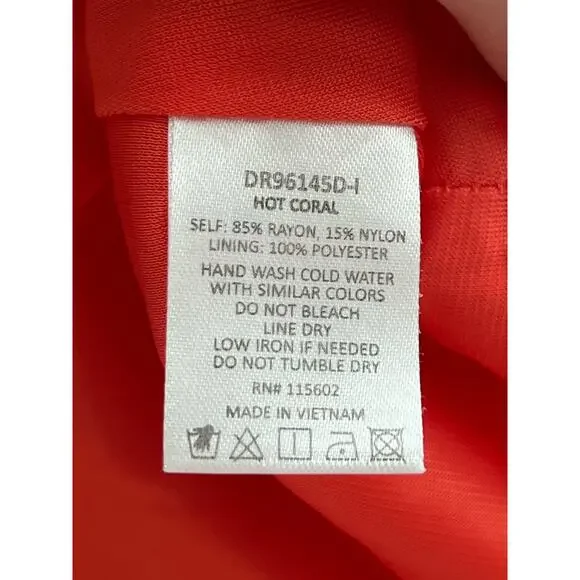 DR96145D-I
HOT CORAL
SELF: 85% RAYON, 15% NYLON
LINING: 100% POLYESTER
HAND WASH COLD WATER
WITH SIMILAR COLORS
DO NOT BLEACH
LINE DRY
LOW IRON IF NEEDED
DO NOT TUMBLE DRY
RN# 115602
MADE IN VIETNAM